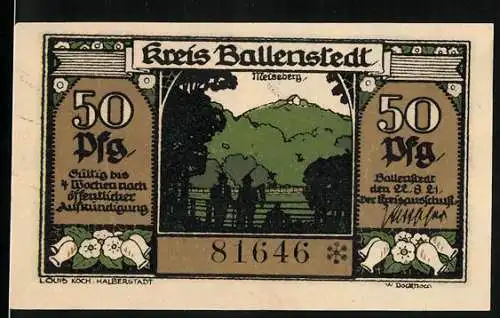 Kreis Ballenstedt
Meiseberg
50
Pfg
Gültig bis
4 Wochen nach
öffentlicher
Aufkündigung
50
Pfg
Ballenstedt
den 22.8.21.
Der Kreisausschuß.
81646
LOUIS KOCH, HALBERSTADT